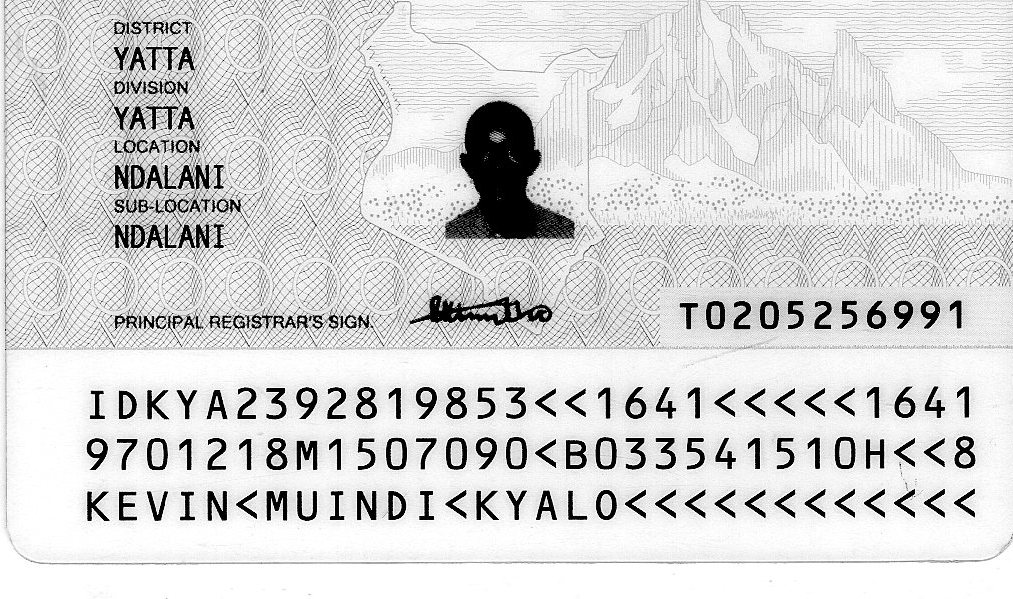 DISTRICT
YATTA
DIVISION
YATTA
LOCATION
NDALANI
SUB-LOCATION
NDALANI
PRINCIPAL REGISTRAR'S SIGN.
T0205256991
IDKYA2392819853<<1641<<<<<1641
9701218M1507090<B033541510H<<8
KEVIN<MUINDI<KYALO<<<<<<<<<<<<